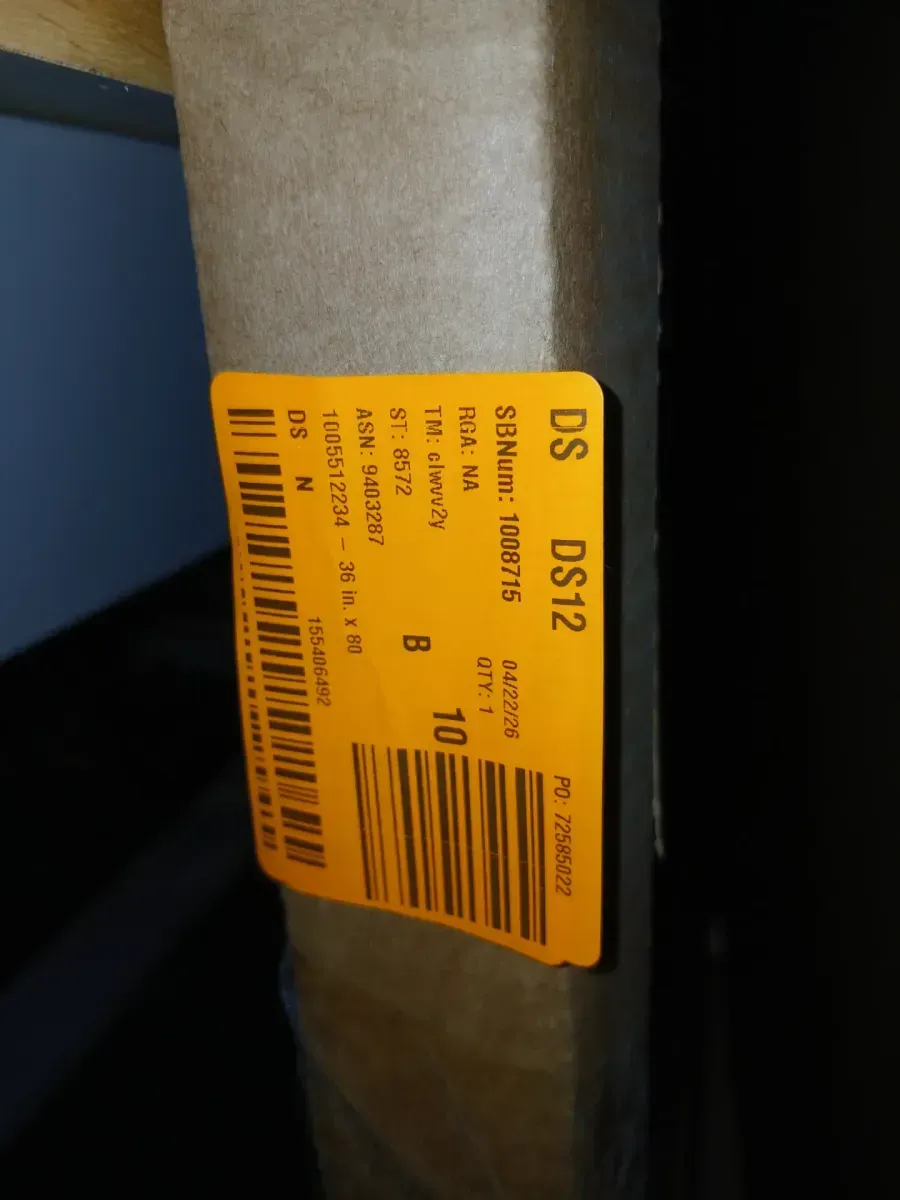 DS DS12
PO: 72585022
SBNum: 1008715 04/22/26
RGA: NA QTY: 1
TM: clwvv2y 10
ST: 8572 B
ASN: 9403287
1005512234 - 36 in. x 80
DS N 155406492